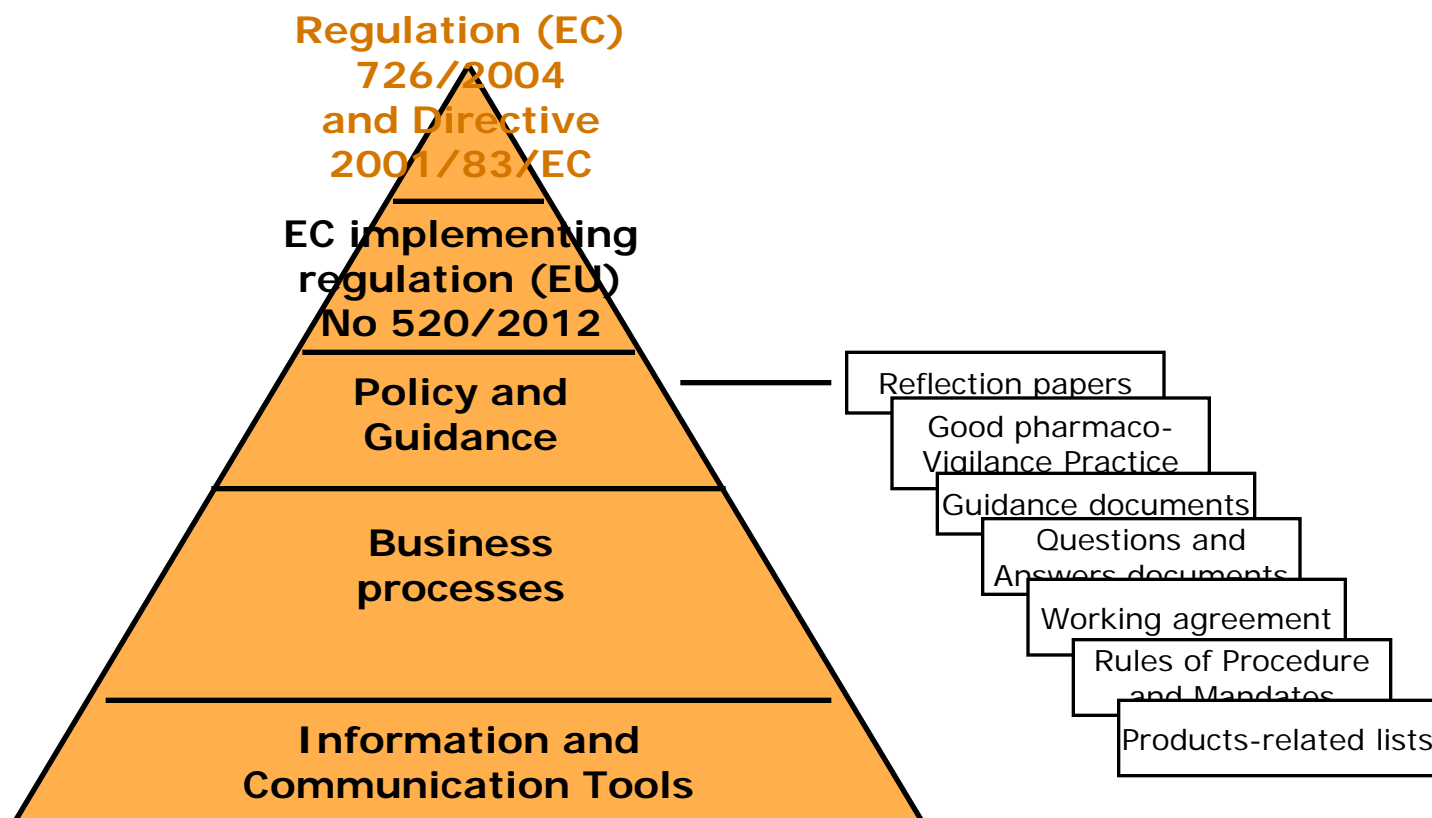 Regulation (EC)
726/2004
and Directive
2001/83/EC
EC implementing
regulation (EU)
No 520/2012
Policy and
Guidance
Business
processes
Information and
Communication Tools
Reflection papers
Good pharmaco-
Vigilance Practice
Guidance documents
Questions and
Answers documents
Working agreement
Rules of Procedure
and Mandates
Products-related lists